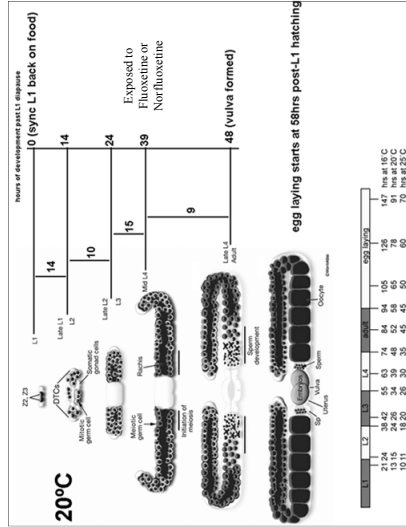 20ºC
hours of development past L1 diapause
0 (sync L1 back on food)
14
24
39
48 (vulva formed)
Exposed to
Fluoxetine or
Norfluoxetine
14
10
15
9
L1
Late L1
L2
Late L2
L3
Mid L4
Late L4
Adult
Z2, Z3
DTCs
Somatic
gonad cells
Mitotic
germ cell
Meiotic
germ cell
Rachis
Initiation of
meiosis
Sperm
development
egg laying starts at 58hrs post-L1 hatching
Embryos
Oocyte
Sp
Uterus
Vulva
Sperm
L1 L2 L3 L4 adult egg laying
21 24 38 42 55 63 74 84 94 105 126 147 hrs at 16˚C
13 15 24 26 34 39 48 52 58 65 78 91 hrs at 20˚C
10 11 18 20 26 30 35 45 50 60 70 hrs at 25˚C